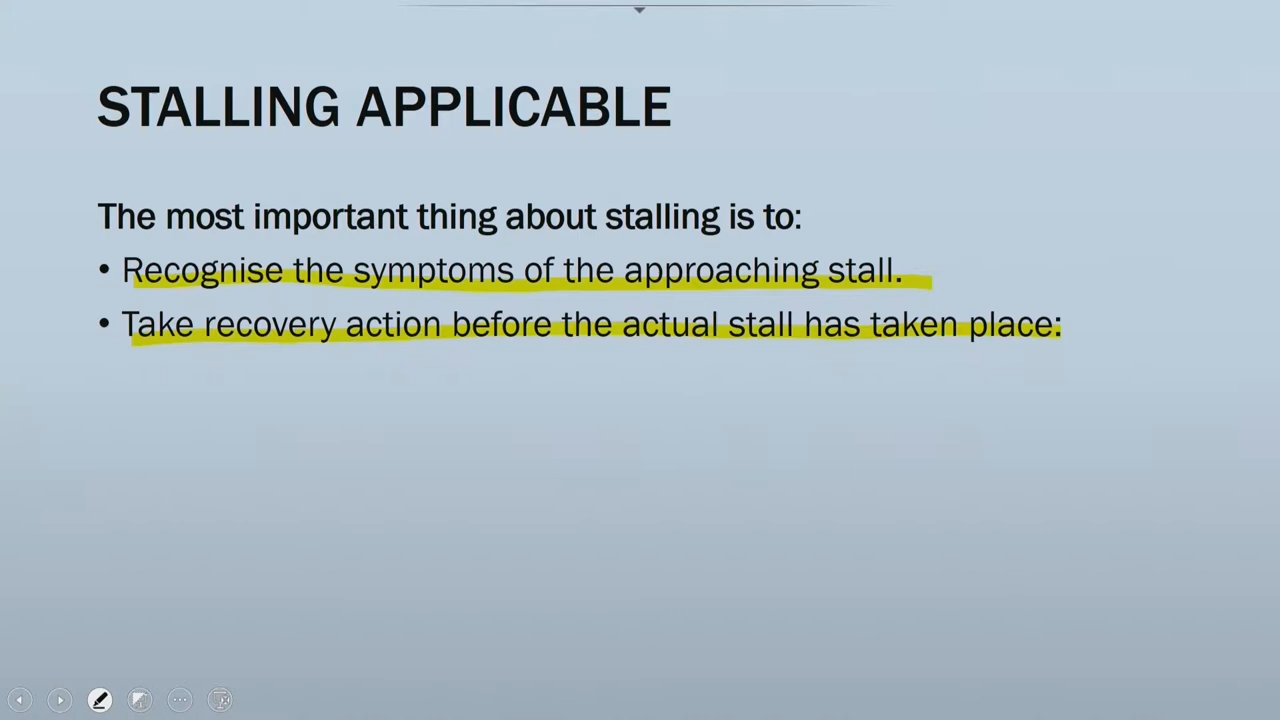 STALLING APPLICABLE
The most important thing about stalling is to:
• Recognise the symptoms of the approaching stall.
• Take recovery action before the actual stall has taken place: